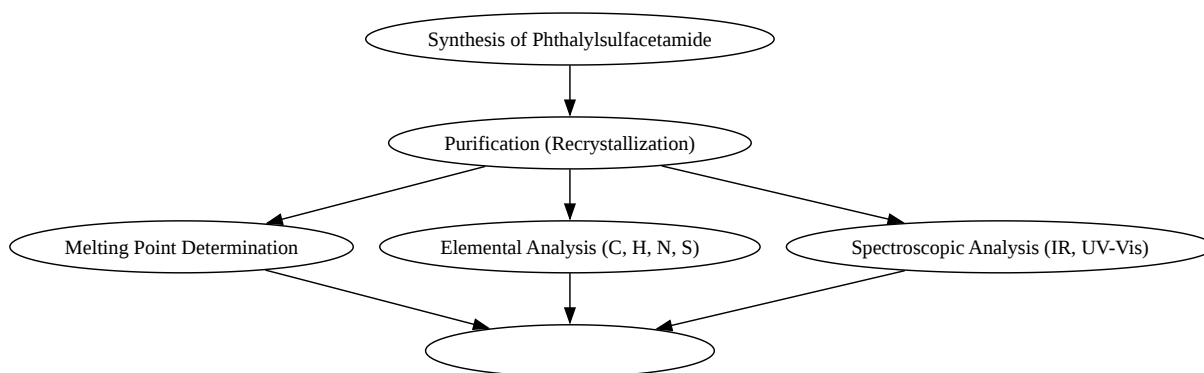 Synthesis of Phthalylsulfacetamide
Purification (Recrystallization)
Melting Point Determination
Elemental Analysis (C, H, N, S)
Spectroscopic Analysis (IR, UV-Vis)